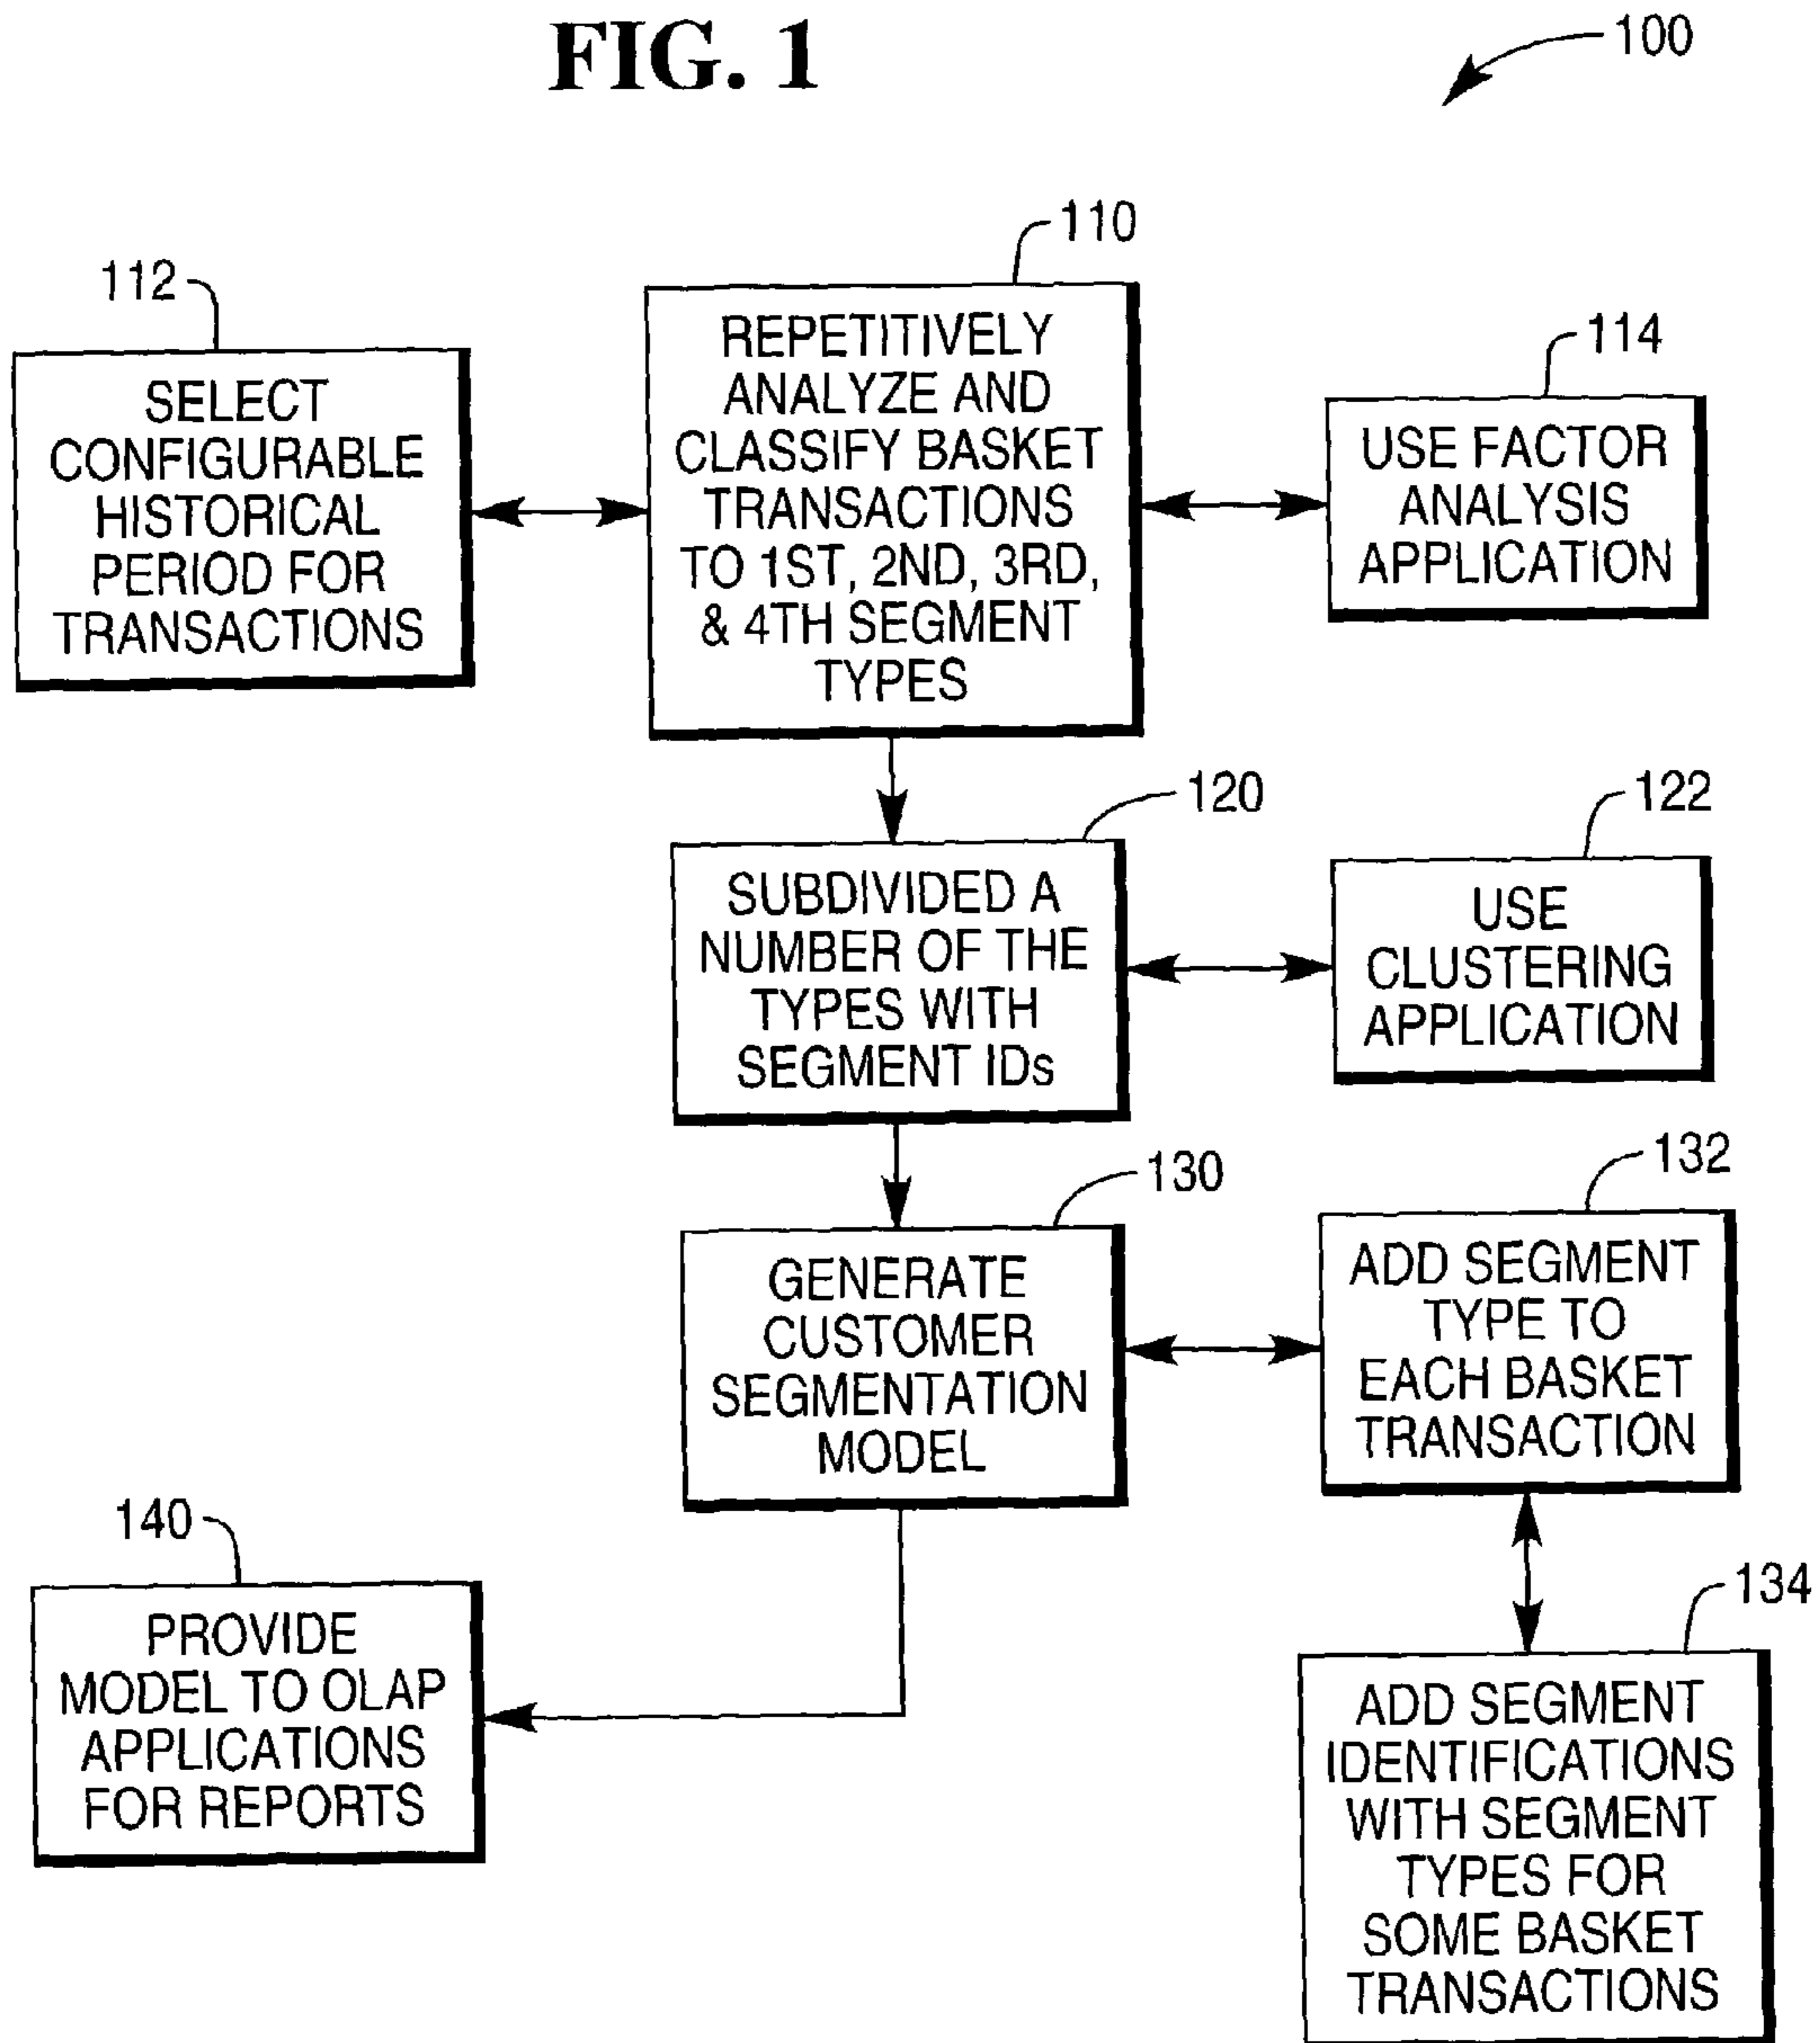 FIG. 1
100
110
112
REPETITIVELY
ANALYZE AND
CLASSIFY BASKET
TRANSACTIONS
TO 1ST, 2ND, 3RD,
& 4TH SEGMENT
TYPES
SELECT
CONFIGURABLE
HISTORICAL
PERIOD FOR
TRANSACTIONS
114
USE FACTOR
ANALYSIS
APPLICATION
120
SUBDIVIDED A
NUMBER OF THE
TYPES WITH
SEGMENT IDs
122
USE
CLUSTERING
APPLICATION
130
GENERATE
CUSTOMER
SEGMENTATION
MODEL
132
ADD SEGMENT
TYPE TO
EACH BASKET
TRANSACTION
140
PROVIDE
MODEL TO OLAP
APPLICATIONS
FOR REPORTS
134
ADD SEGMENT
IDENTIFICATIONS
WITH SEGMENT
TYPES FOR
SOME BASKET
TRANSACTIONS